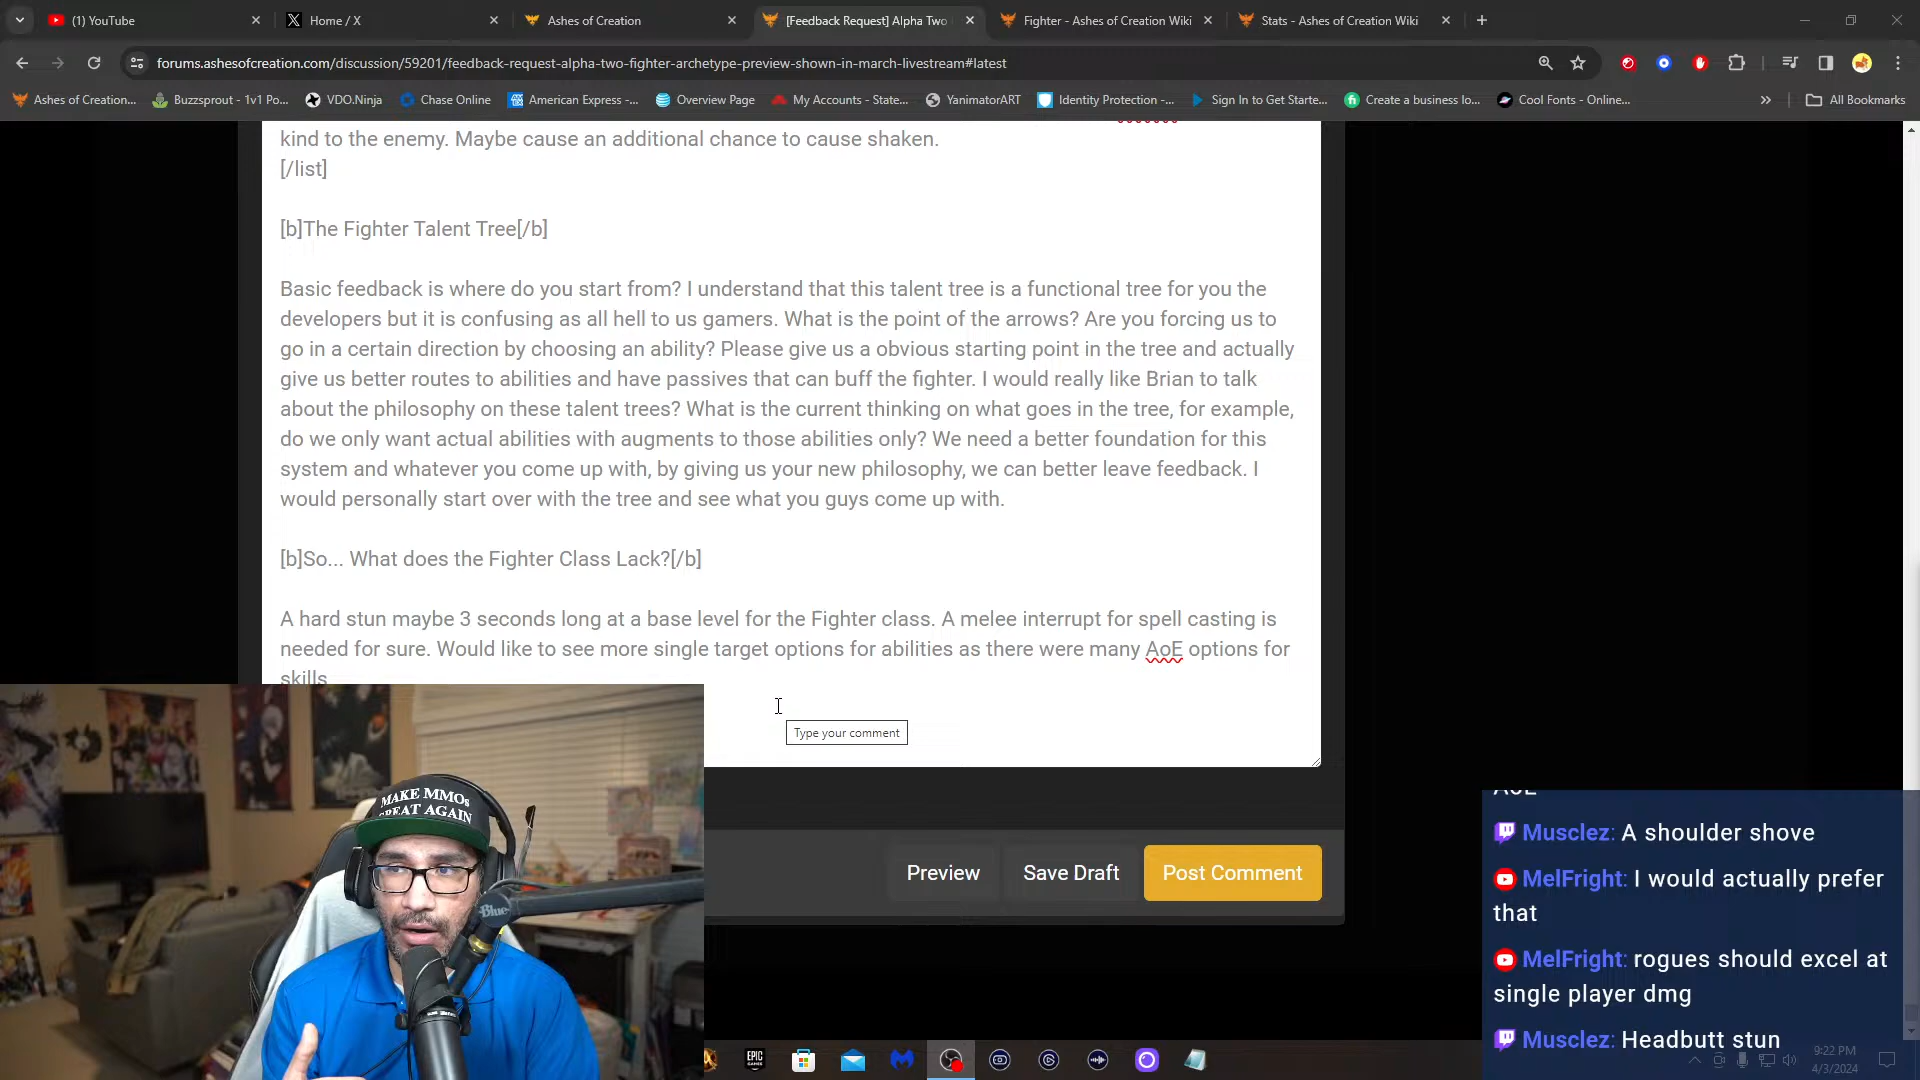 (1) YouTube
Home / X
Ashes of Creation
[Feedback Request] Alpha Two
Fighter - Ashes of Creation Wiki
Stats - Ashes of Creation Wiki
forums.ashesofcreation.com/discussion/59201/feedback-request-alpha-two-fighter-archetype-preview-shown-in-march-livestream#latest
Ashes of Creation...
Buzzsprout - 1v1 Po...
VDO.Ninja
Chase Online
American Express -...
Overview Page
My Accounts - State...
YanimatorART
Identity Protection -...
Sign In to Get Starte...
Create a business lo...
Cool Fonts - Online...
All Bookmarks
kind to the enemy. Maybe cause an additional chance to cause shaken.
[/list]
[b]The Fighter Talent Tree[/b]
Basic feedback is where do you start from? I understand that this talent tree is a functional tree for you the
developers but it is confusing as all hell to us gamers. What is the point of the arrows? Are you forcing us to
go in a certain direction by choosing an ability? Please give us a obvious starting point in the tree and actually
give us better routes to abilities and have passives that can buff the fighter. I would really like Brian to talk
about the philosophy on these talent trees? What is the current thinking on what goes in the tree, for example,
do we only want actual abilities with augments to those abilities only? We need a better foundation for this
system and whatever you come up with, by giving us your new philosophy, we can better leave feedback. I
would personally start over with the tree and see what you guys come up with.
[b]So... What does the Fighter Class Lack?[/b]
A hard stun maybe 3 seconds long at a base level for the Fighter class. A melee interrupt for spell casting is
needed for sure. Would like to see more single target options for abilities as there were many AoE options for
skills
Type your comment
Preview
Save Draft
Post Comment
MAKE MMOs
GREAT AGAIN
Blue
AoE
Musclez: A shoulder shove
MelFright: I would actually prefer
that
MelFright: rogues should excel at
single player dmg
Musclez: Headbutt stun
EPIC
GAMES
9:22 PM
4/3/2024